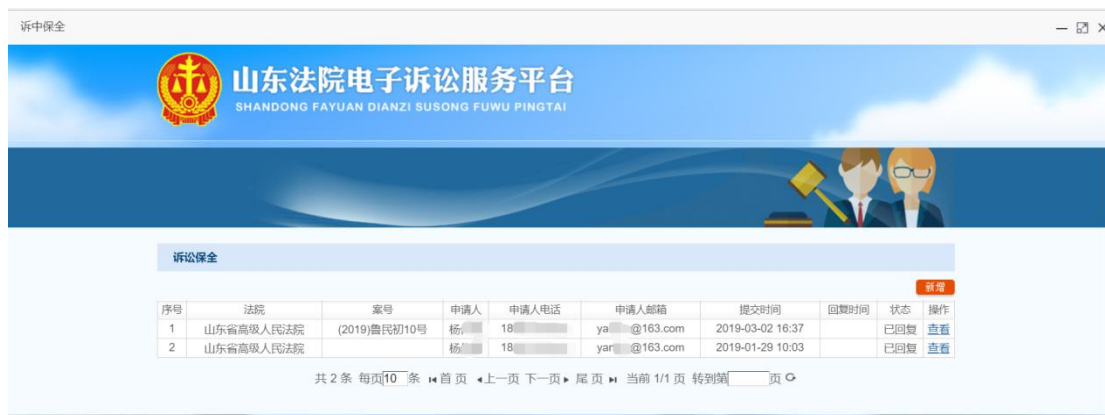 诉中保全
山东法院电子诉讼服务平台
SHANDONG FAYUAN DIANZI SUSONG FUWU PINGTAI
诉讼保全
新增
序号 法院 案号 申请人 申请人电话 申请人邮箱 提交时间 回复时间 状态 操作
1 山东省高级人民法院 (2019)鲁民初10号 杨 18 ya @163.com 2019-03-02 16:37 已回复 查看
2 山东省高级人民法院 杨 18 yar @163.com 2019-01-29 10:03 已回复 查看
共 2 条 每页 10 条 首 页 上一页 下一页 尾 页 当前 1/1 页 转到第 页